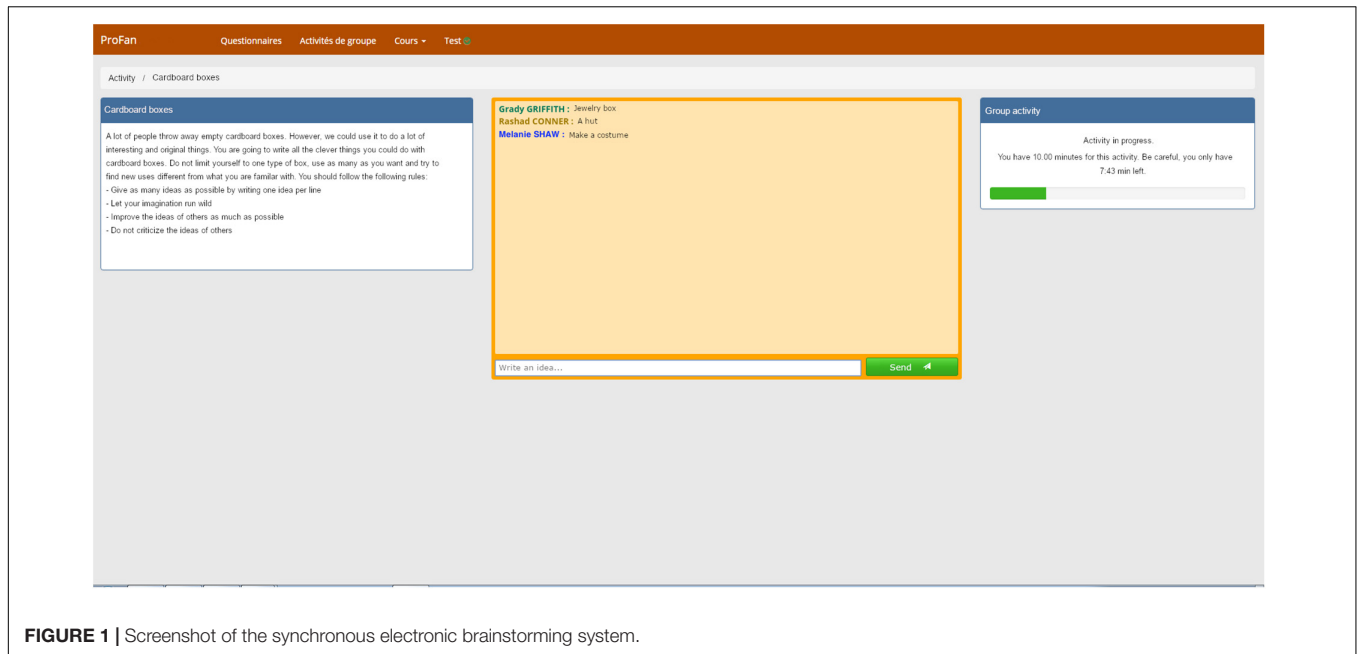 ProFan Questionnaires Activités de groupe Cours Test
Activity / Cardboard boxes
Cardboard boxes
A lot of people throw away empty cardboard boxes. However, we could use it to do a lot of
interesting and original things. You are going to write all the clever things you could do with
cardboard boxes. Do not limit yourself to one type of box, use as many as you want and try to
find new uses different from what you are familar with. You should follow the following rules:
- Give as many ideas as possible by writing one idea per line
- Let your imagination run wild
- Improve the ideas of others as much as possible
- Do not criticize the ideas of others
Grady GRIFFITH : Jewelry box
Rashad CONNER : A hut
Melanie SHAW : Make a costume
Write an idea...
Send
Group activity
Activity in progress.
You have 10.00 minutes for this activity. Be careful, you only have
7:43 min left.
FIGURE 1 | Screenshot of the synchronous electronic brainstorming system.